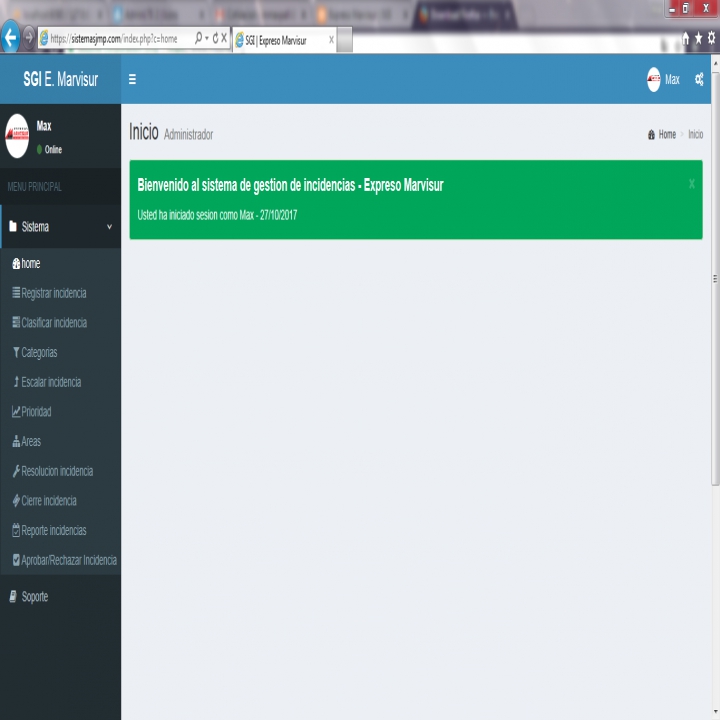 https://sistemasjmp.com/index.php?c=home
SGI | Expreso Marvisur
SGI E. Marvisur
Max
Max
Online
Inicio Administrador
Home > Inicio
MENU PRINCIPAL
Bienvenido al sistema de gestion de incidencias - Expreso Marvisur
x
Usted ha iniciado sesion como Max - 27/10/2017
Sistema
home
Registrar incidencia
Clasificar incidencia
Categorias
Escalar incidencia
Prioridad
Areas
Resolucion incidencia
Cierre incidencia
Reporte incidencias
Aprobar/Rechazar Incidencia
Soporte